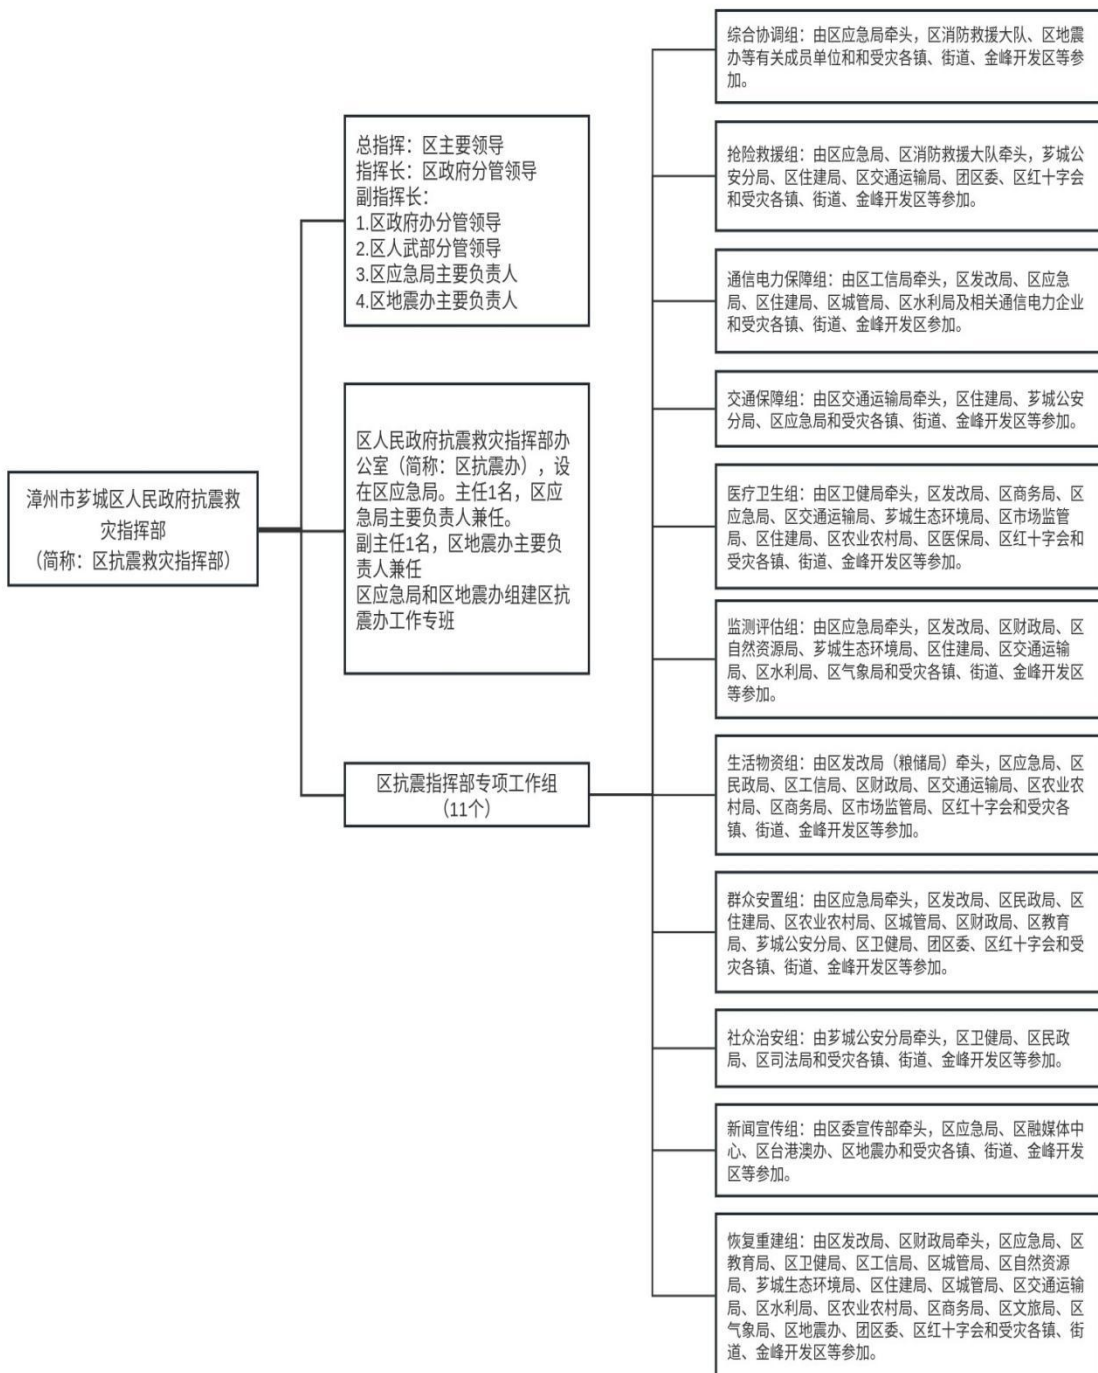 漳州市芗城区人民政府抗震救
灾指挥部
（简称：区抗震救灾指挥部）
总指挥：区主要领导
指挥长：区政府分管领导
副指挥长：
1.区政府办分管领导
2.区人武部分管领导
3.区应急局主要负责人
4.区地震办主要负责人
区人民政府抗震救灾指挥部办
公室（简称：区抗震办），设
在区应急局。主任1名，区应
急局主要负责人兼任。
副主任1名，区地震办主要负
责人兼任
区应急局和区地震办组建区抗
震办工作专班
区抗震指挥部专项工作组
（11个）
综合协调组：由区应急局牵头，区消防救援大队、区地震
办等有关成员单位和和受灾各镇、街道、金峰开发区等参
加。
抢险救援组：由区应急局、区消防救援大队牵头，芗城公
安分局、区住建局、区交通运输局、团区委、区红十字会
和受灾各镇、街道、金峰开发区等参加。
通信电力保障组：由区工信局牵头，区发改局、区应急
局、区住建局、区城管局、区水利局及相关通信电力企业
和受灾各镇、街道、金峰开发区参加。
交通保障组：由区交通运输局牵头，区住建局、芗城公安
分局、区应急局和受灾各镇、街道、金峰开发区等参加。
医疗卫生组：由区卫健局牵头，区发改局、区商务局、区
应急局、区交通运输局、芗城生态环境局、区市场监管
局、区住建局、区农业农村局、区医保局、区红十字会和
受灾各镇、街道、金峰开发区等参加。
监测评估组：由区应急局牵头，区发改局、区财政局、区
自然资源局、芗城生态环境局、区住建局、区交通运输
局、区水利局、区气象局和受灾各镇、街道、金峰开发区
等参加。
生活物资组：由区发改局（粮储局）牵头，区应急局、区
民政局、区工信局、区财政局、区交通运输局、区农业农
村局、区商务局、区市场监管局、区红十字会和受灾各
镇、街道、金峰开发区等参加。
群众安置组：由区应急局牵头，区发改局、区民政局、区
住建局、区农业农村局、区城管局、区财政局、区教育
局、芗城公安分局、区卫健局、团区委、区红十字会和受
灾各镇、街道、金峰开发区等参加。
社众治安组：由芗城公安分局牵头，区卫健局、区民政
局、区司法局和受灾各镇、街道、金峰开发区等参加。
新闻宣传组：由区委宣传部牵头，区应急局、区融媒体中
心、区台港澳办、区地震办和受灾各镇、街道、金峰开发
区等参加。
恢复重建组：由区发改局、区财政局牵头，区应急局、区
教育局、区卫健局、区工信局、区城管局、区自然资源
局、芗城生态环境局、区住建局、区城管局、区交通运输
局、区水利局、区农业农村局、区商务局、区文旅局、区
气象局、区地震办、团区委、区红十字会和受灾各镇、街
道、金峰开发区等参加。